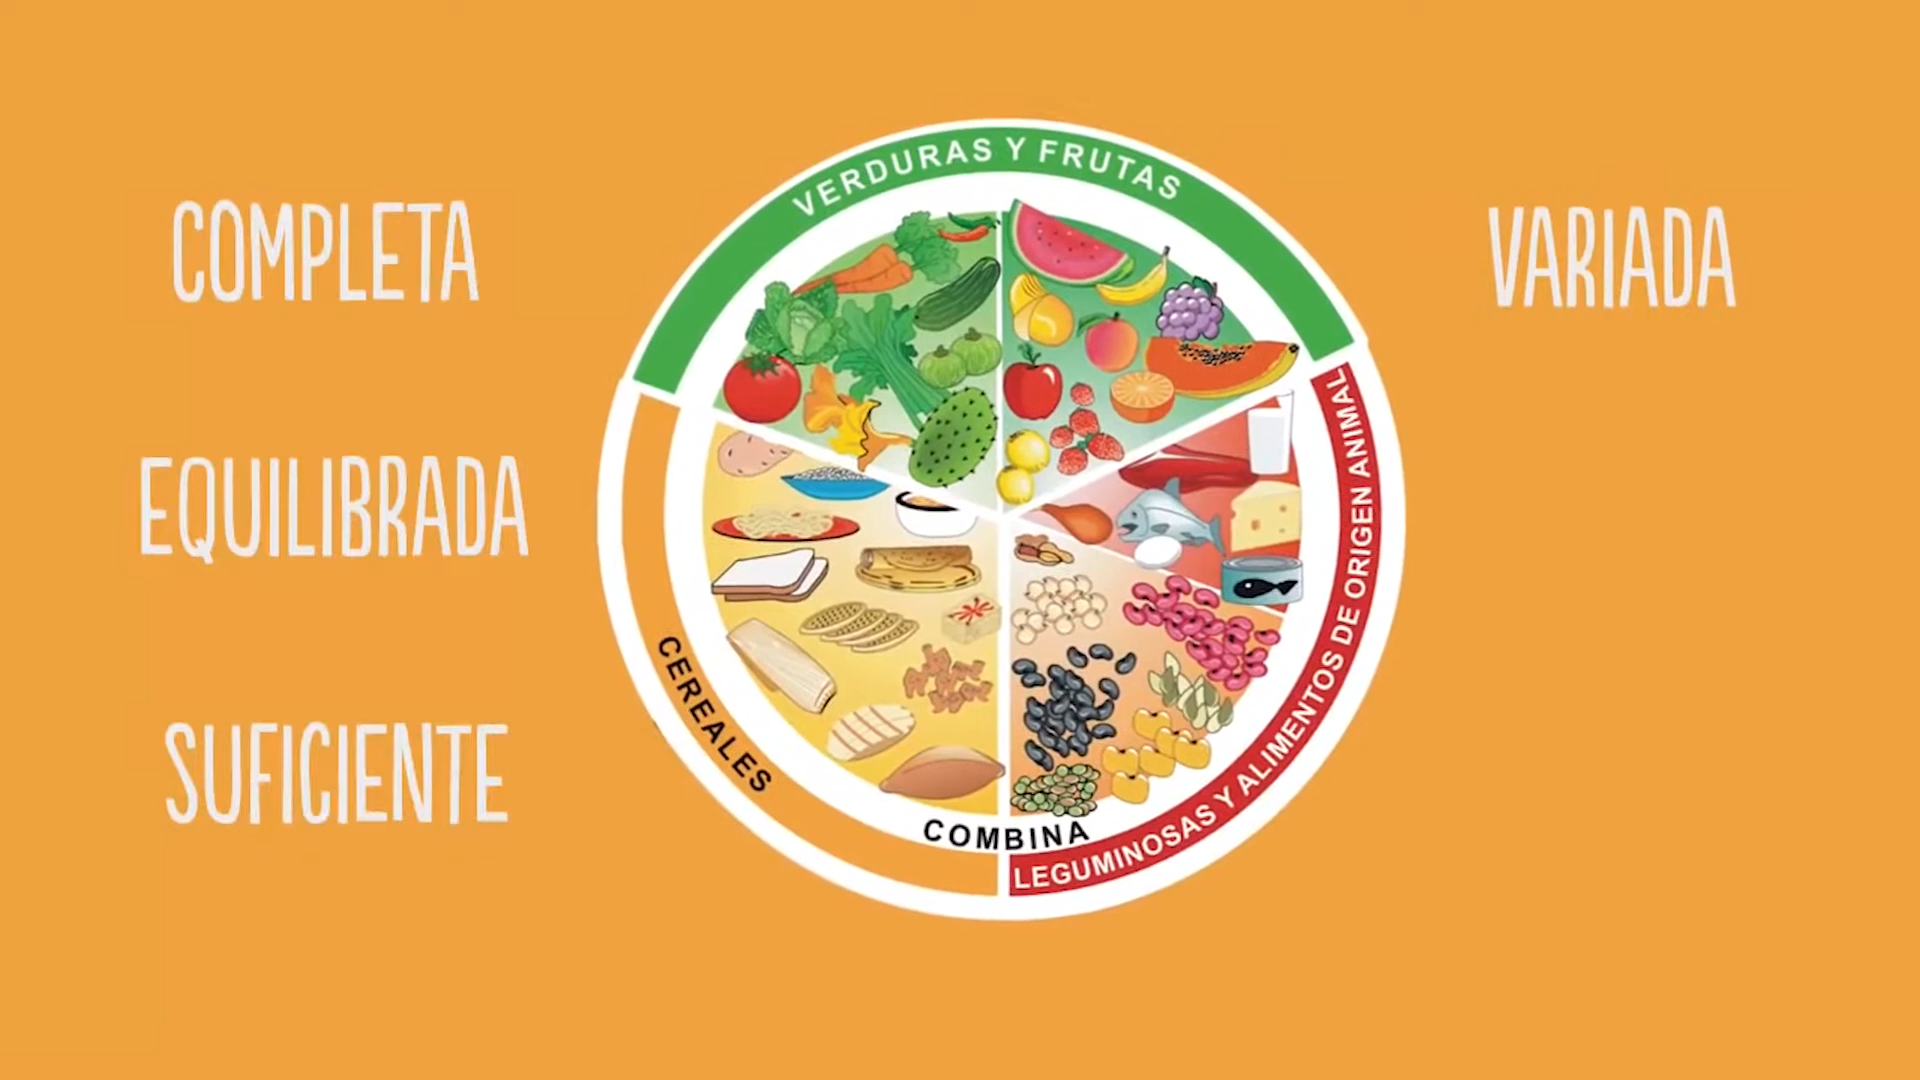 COMPLETA
EQUILIBRADA
SUFICIENTE
VERDURAS Y FRUTAS
CEREALES
COMBINA
LEGUMINOSAS Y ALIMENTOS DE ORIGEN ANIMAL
VARIADA